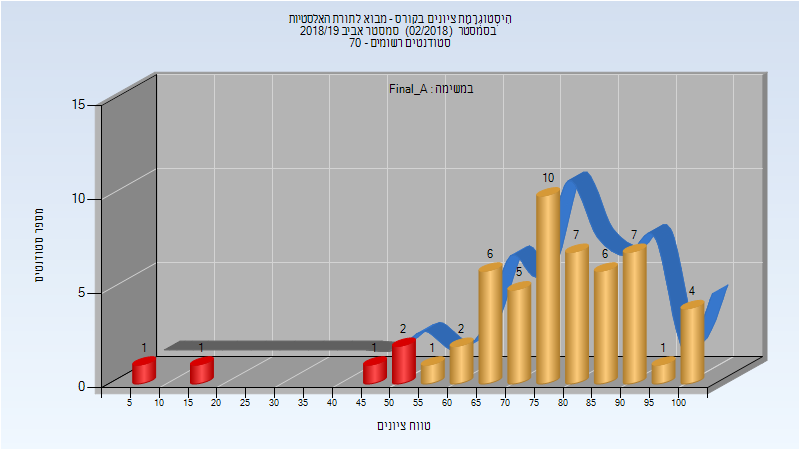 היסטוגרמת ציונים בקורס - מבוא לתורת האלסטיות
בסמסטר (02/2018) סמסטר אביב 2018/19
סטודנטים רשומים - 70
במשימה : Final_A
מספר סטודנטים
15
10
5
0
1
1
1
2
1
2
6
5
10
7
6
7
1
4
5 10 15 20 25 30 35 40 45 50 55 60 65 70 75 80 85 90 95 100
טווח ציונים